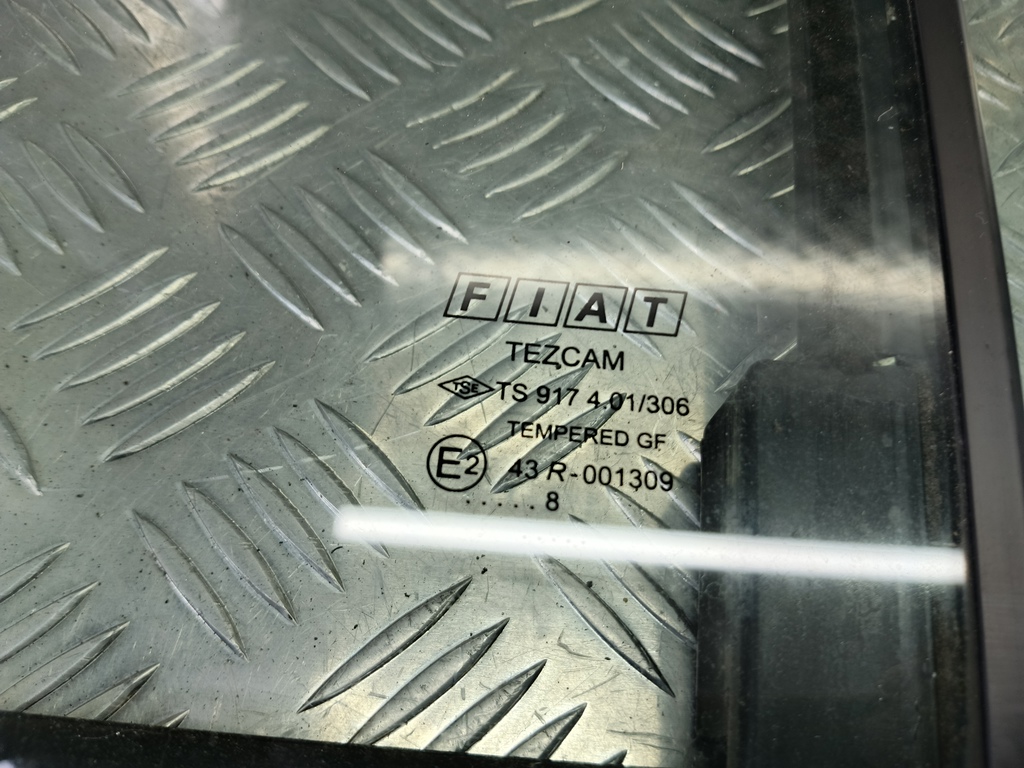 FIAT
TEZCAM
TSE TS 917 4.01/306
TEMPERED GF
E2 43 R-001309
. . . . . 8